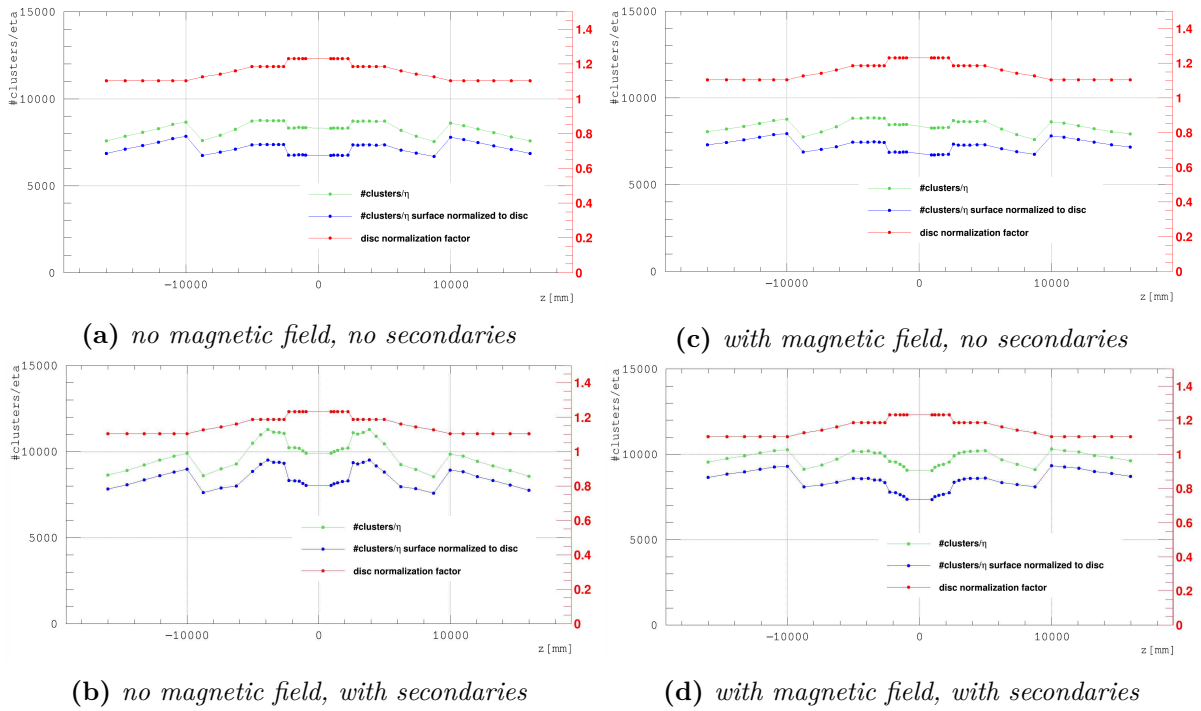 15000
10000
5000
0
#clusters/eta
1.4
1.2
1
0.8
0.6
0.4
0.2
0
#clusters/η
#clusters/η surface normalized to disc
disc normalization factor
−10000
0
10000
z[mm]
(a) no magnetic field, no secondaries
15000
10000
5000
0
#clusters/eta
1.4
1.2
1
0.8
0.6
0.4
0.2
0
#clusters/η
#clusters/η surface normalized to disc
disc normalization factor
−10000
0
10000
z[mm]
(c) with magnetic field, no secondaries
15000
10000
5000
0
#clusters/eta
1.4
1.2
1
0.8
0.6
0.4
0.2
0
#clusters/η
#clusters/η surface normalized to disc
disc normalization factor
−10000
0
10000
z[mm]
(b) no magnetic field, with secondaries
15000
10000
5000
0
#clusters/eta
1.4
1.2
1
0.8
0.6
0.4
0.2
0
#clusters/η
#clusters/η surface normalized to disc
disc normalization factor
−10000
0
10000
z[mm]
(d) with magnetic field, with secondaries